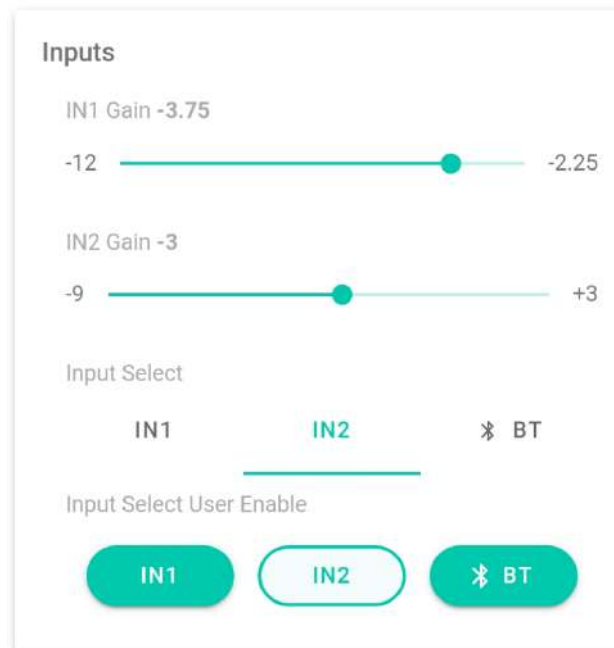 Inputs
IN1 Gain -3.75
-12 -2.25
IN2 Gain -3
-9 +3
Input Select
IN1 IN2 BT
Input Select User Enable
IN1 IN2 BT